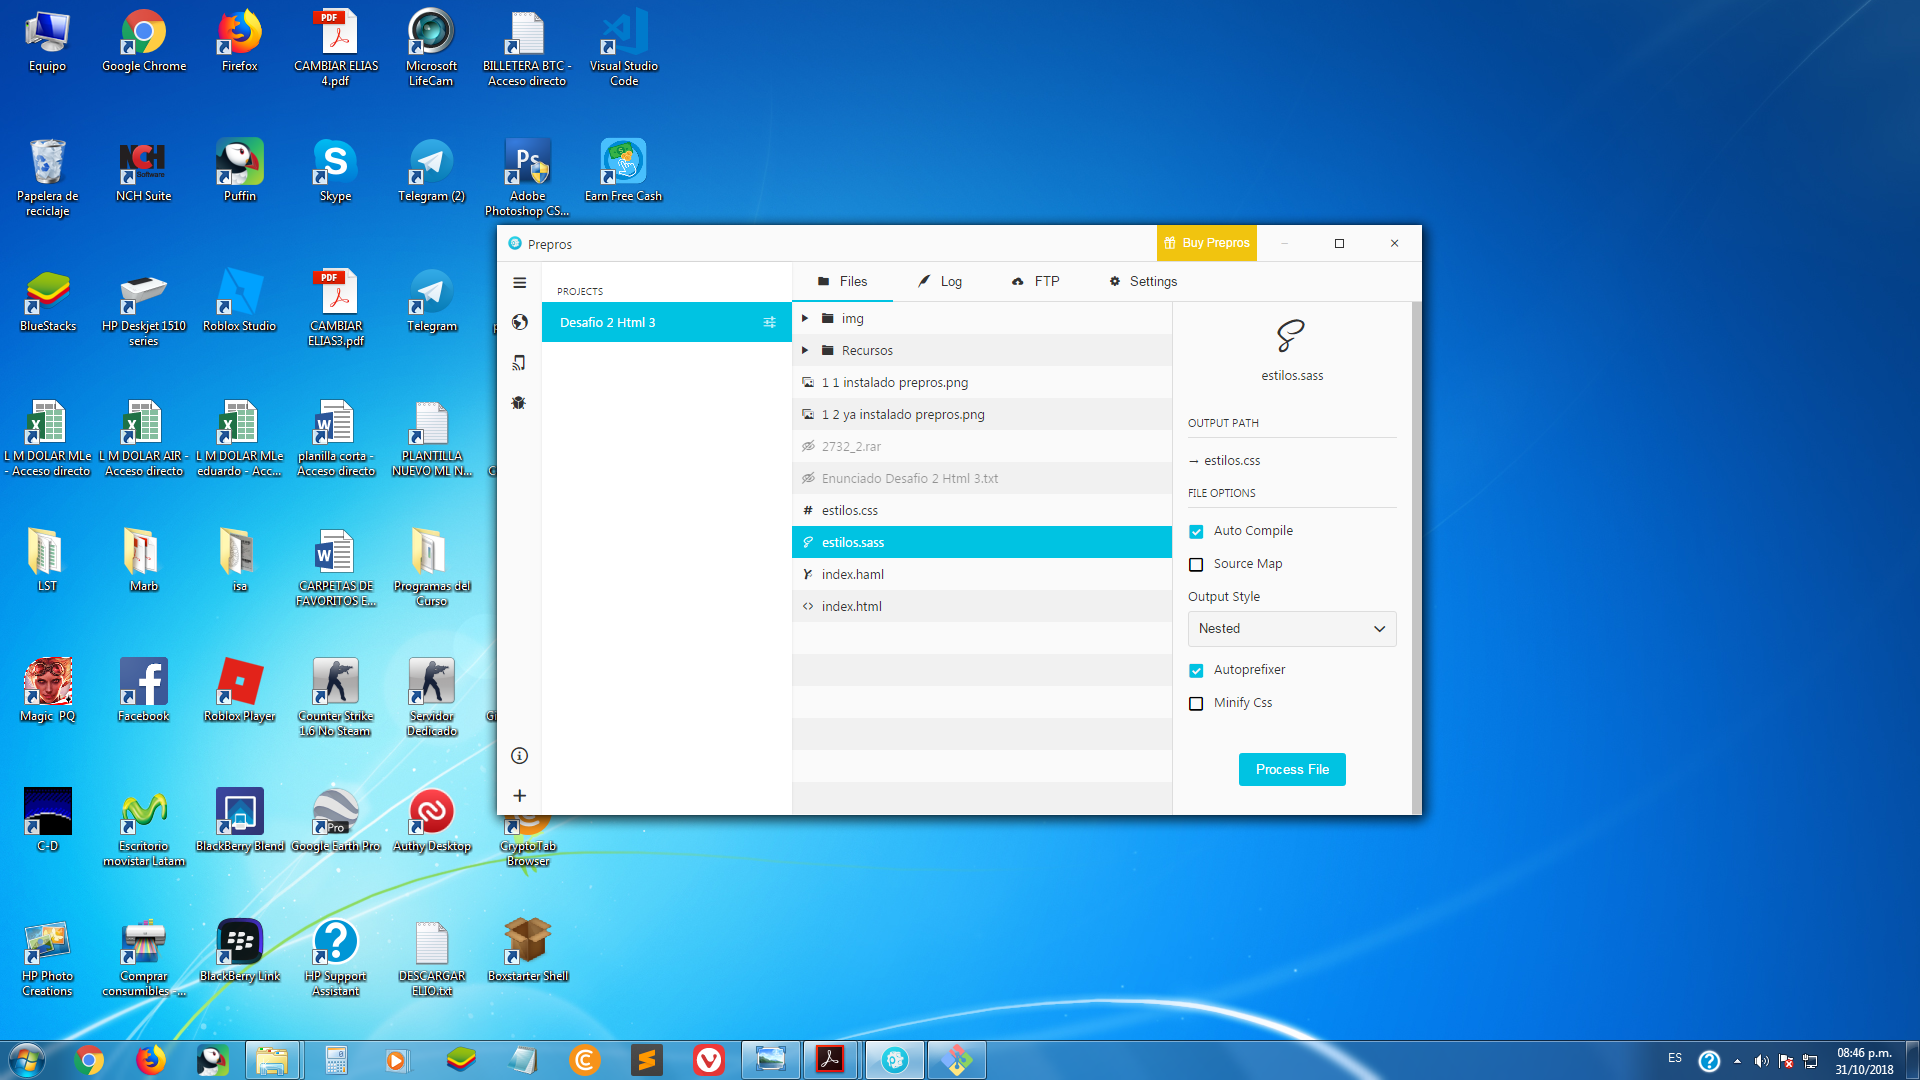 Equipo
Google Chrome
Firefox
PDF
CAMBIAR ELIAS
4.pdf
Microsoft
LifeCam
BILLETERA BTC -
Acceso directo
Visual Studio
Code
Papelera de
reciclaje
NCH
Software
NCH Suite
Puffin
Skype
Telegram (2)
Ps
Adobe
Photoshop CS...
Earn Free Cash
BlueStacks
HP Deskjet 1510
series
Roblox Studio
PDF
CAMBIAR
ELIAS3.pdf
Telegram
L M DOLAR MLe
- Acceso directo
L M DOLAR AIR -
Acceso directo
L M DOLAR MLe
eduardo - Acc...
planilla corta -
Acceso directo
PLANTILLA
NUEVO ML N...
LST
Marb
isa
CARPETAS DE
FAVORITOS E...
Programas del
Curso
Magic PQ
Facebook
Roblox Player
Counter Strike
1.6 No Steam
Servidor
Dedicado
C-D
Escritorio
movistar Latam
BlackBerry Blend
Pro
Google Earth Pro
Authy Desktop
CryptoTab
Browser
HP Photo
Creations
Comprar
consumibles -...
BlackBerry Link
HP Support
Assistant
DESCARGAR
ELIO.txt
Boxstarter Shell
Prepros
Buy Prepros
PROJECTS
Desafio 2 Html 3
Files
Log
FTP
Settings
img
Recursos
1 1 instalado prepros.png
1 2 ya instalado prepros.png
2732_2.rar
Enunciado Desafio 2 Html 3.txt
# estilos.css
estilos.sass
index.haml
<> index.html
estilos.sass
OUTPUT PATH
→ estilos.css
FILE OPTIONS
Auto Compile
Source Map
Output Style
Nested
Autoprefixer
Minify Css
Process File
ES
08:46 p.m.
31/10/2018